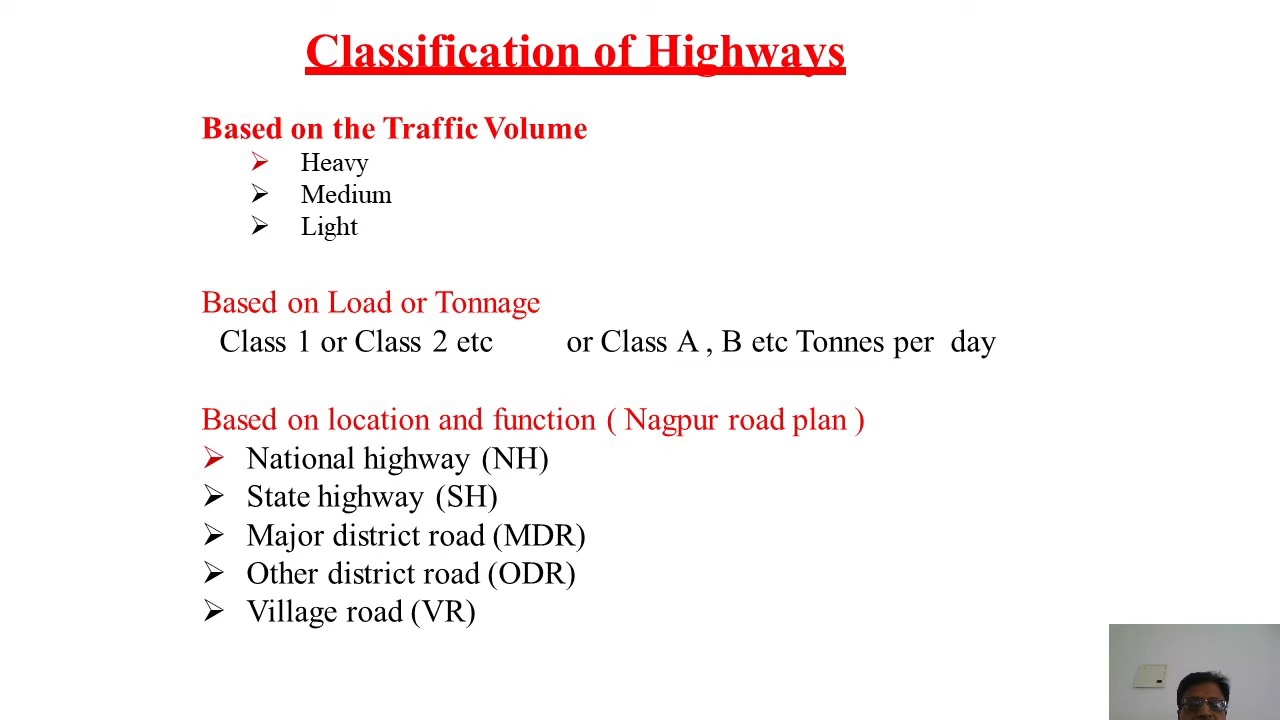 Classification of Highways
Based on the Traffic Volume
➢ Heavy
➢ Medium
➢ Light
Based on Load or Tonnage
Class 1 or Class 2 etc or Class A , B etc Tonnes per day
Based on location and function ( Nagpur road plan )
➢ National highway (NH)
➢ State highway (SH)
➢ Major district road (MDR)
➢ Other district road (ODR)
➢ Village road (VR)